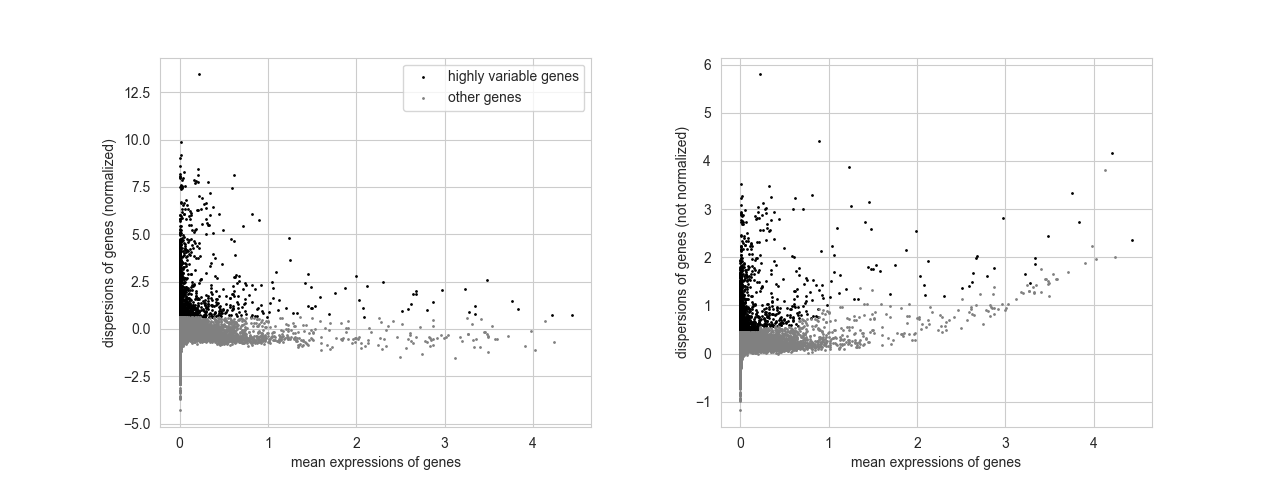 highly variable genes
other genes
dispersions of genes (normalized)
12.5
10.0
7.5
5.0
2.5
0.0
−2.5
−5.0
0 1 2 3 4
mean expressions of genes
dispersions of genes (not normalized)
6
5
4
3
2
1
0
−1
0 1 2 3 4
mean expressions of genes